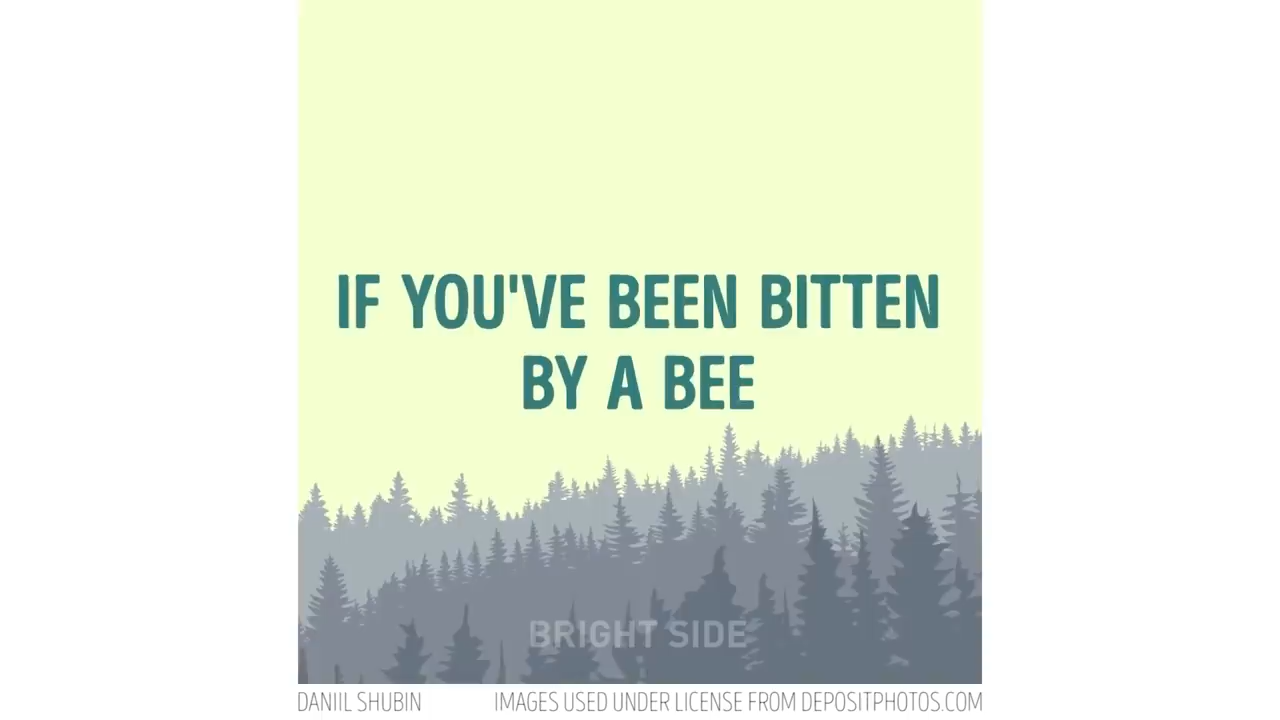 IF YOU'VE BEEN BITTEN
BY A BEE
BRIGHT SIDE
DANIIL SHUBIN
IMAGES USED UNDER LICENSE FROM DEPOSITPHOTOS.COM